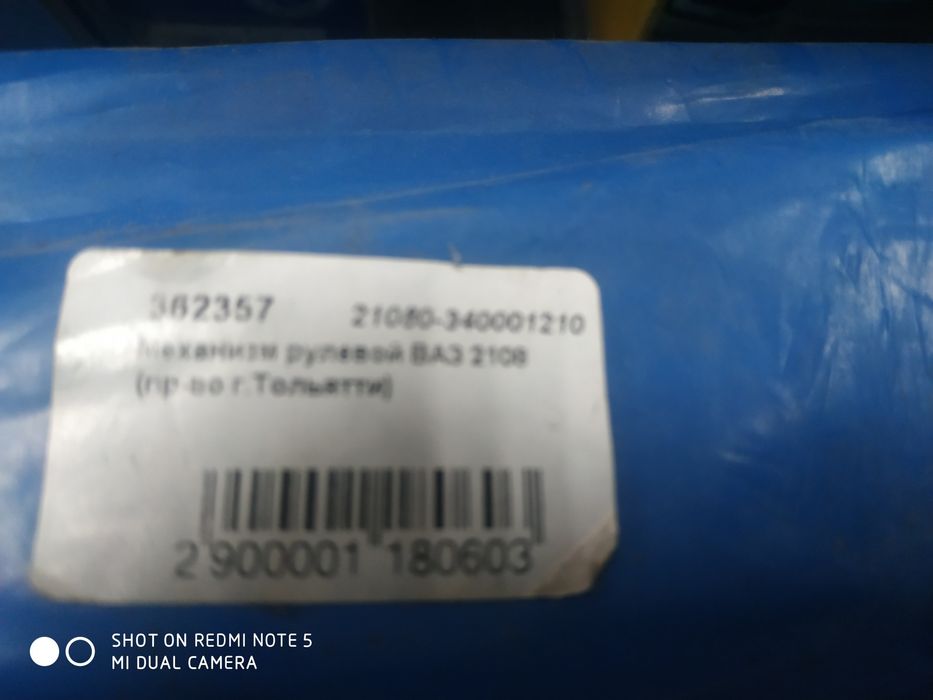 362357 21080-340001210
Механизм рулевой ВАЗ 2108
(пр-во г.Тольятти)
2 900001 180603
SHOT ON REDMI NOTE 5
MI DUAL CAMERA